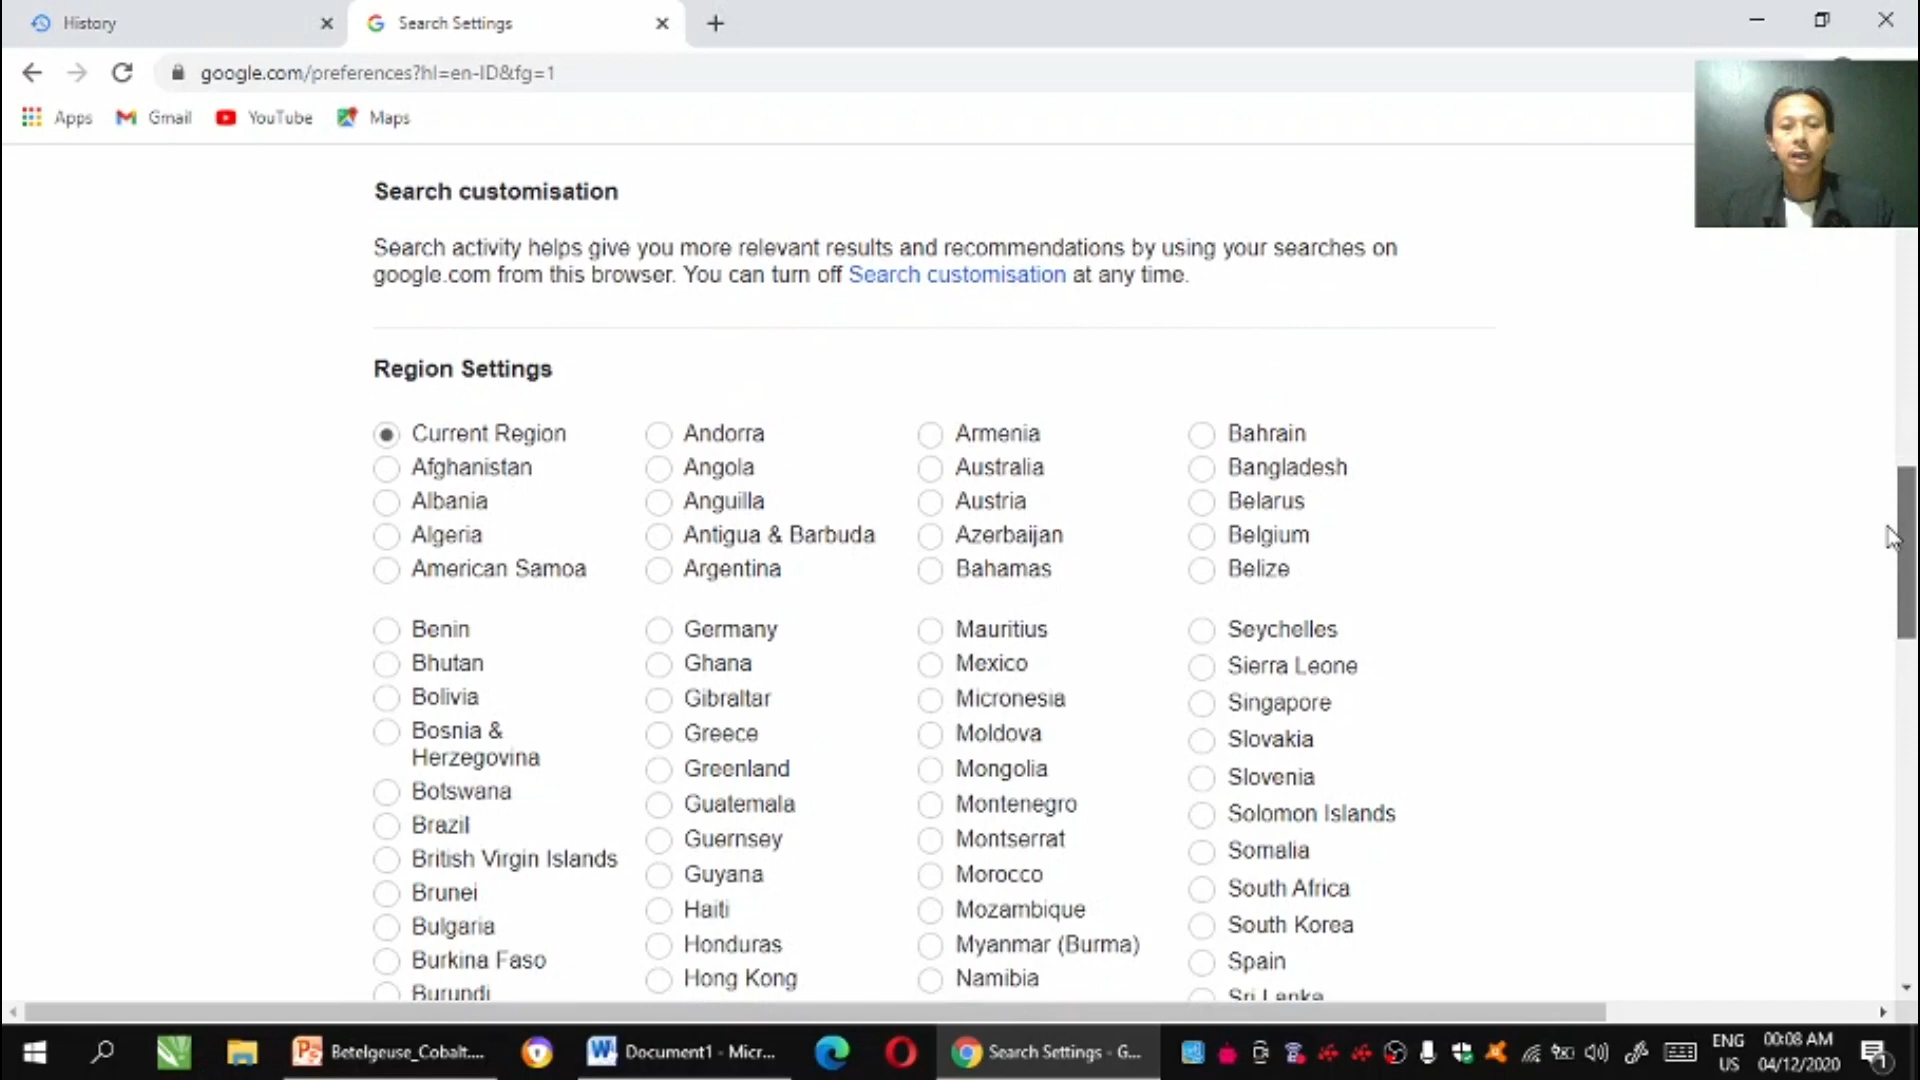 History
Search Settings
google.com/preferences?hl=en-ID&fg=1
Apps Gmail YouTube Maps
Search customisation
Search activity helps give you more relevant results and recommendations by using your searches on
google.com from this browser. You can turn off Search customisation at any time.
Region Settings
Current Region Andorra Armenia Bahrain
Afghanistan Angola Australia Bangladesh
Albania Anguilla Austria Belarus
Algeria Antigua & Barbuda Azerbaijan Belgium
American Samoa Argentina Bahamas Belize
Benin Germany Mauritius Seychelles
Bhutan Ghana Mexico Sierra Leone
Bolivia Gibraltar Micronesia Singapore
Bosnia & Greece Moldova Slovakia
Herzegovina Greenland Mongolia Slovenia
Botswana Guatemala Montenegro Solomon Islands
Brazil Guernsey Montserrat Somalia
British Virgin Islands Guyana Morocco South Africa
Brunei Haiti Mozambique South Korea
Bulgaria Honduras Myanmar (Burma) Spain
Burkina Faso Hong Kong Namibia Sri Lanka
Burundi
Betelgeuse_Cobalt.... Document1 - Micr... Search Settings - G... ENG 00:08 AM
US 04/12/2020 1